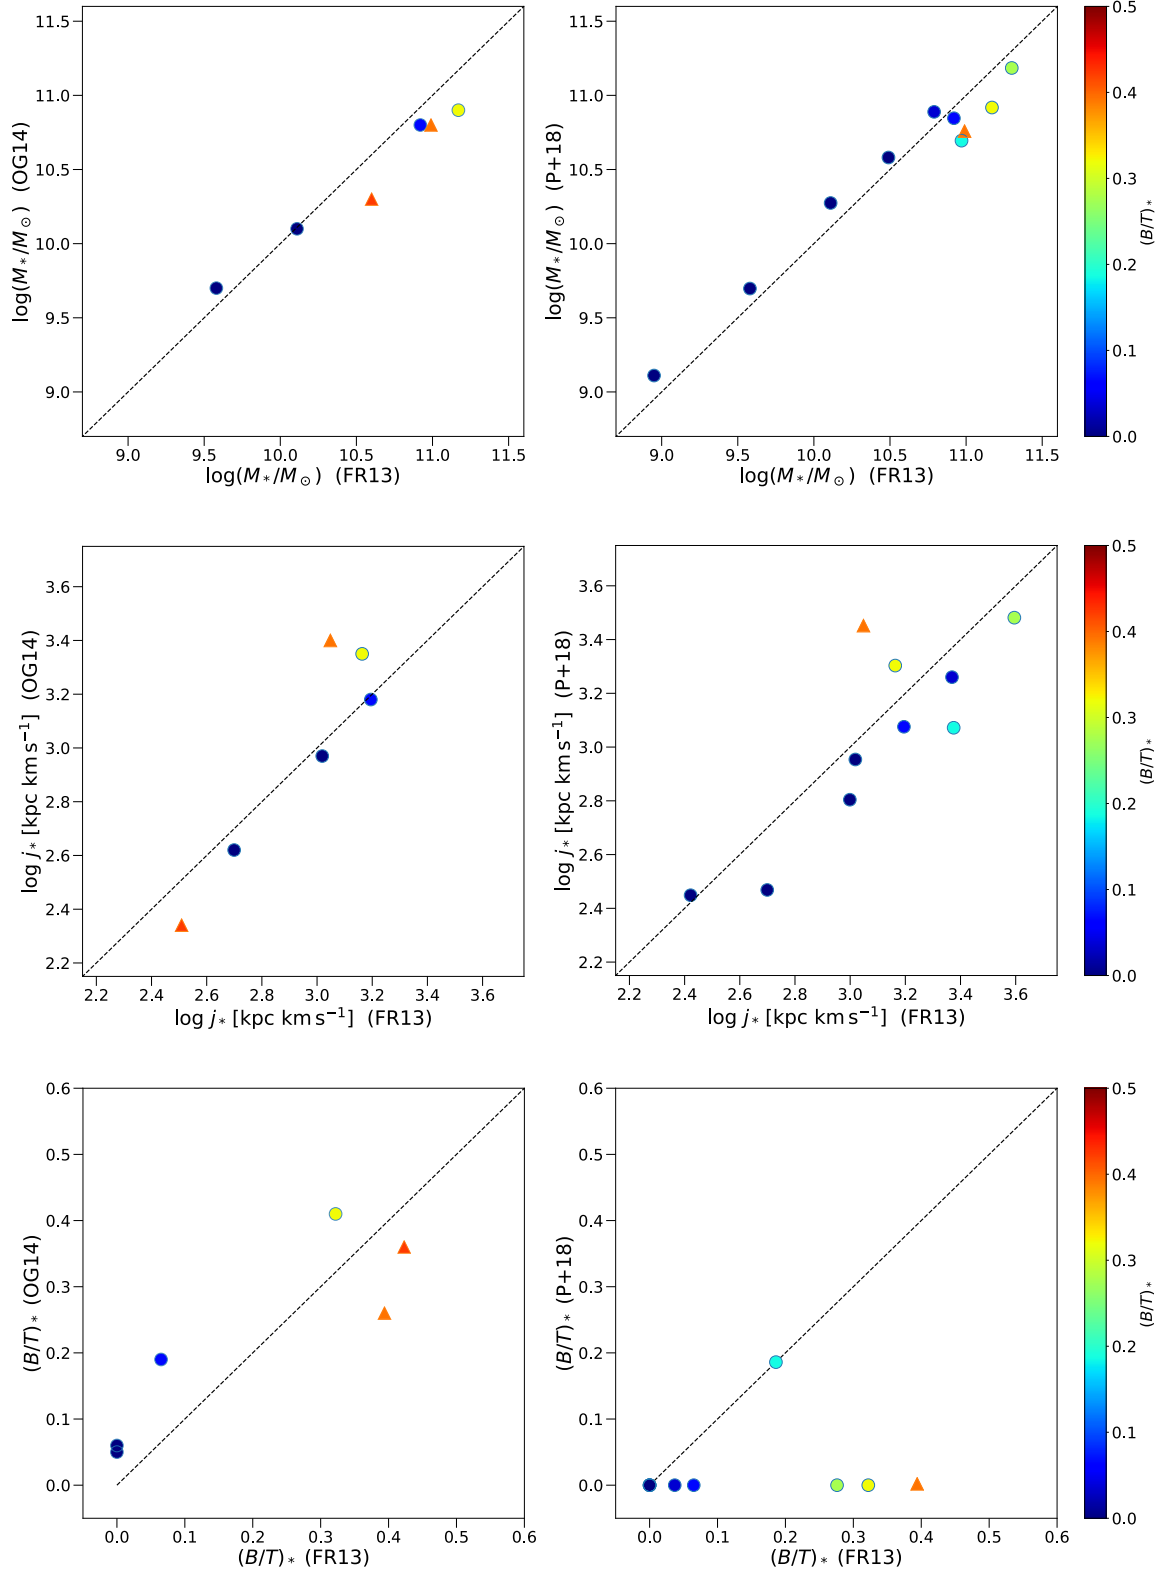 11.5
11.0
10.5
10.0
9.5
9.0
log(M*/M⊙) (OG14)
9.0 9.5 10.0 10.5 11.0 11.5
log(M*/M⊙) (FR13)
11.5
11.0
10.5
10.0
9.5
9.0
log(M*/M⊙) (P+18)
9.0 9.5 10.0 10.5 11.0 11.5
log(M*/M⊙) (FR13)
0.5
0.4
0.3
0.2
0.1
0.0
(B/T)*
3.6
3.4
3.2
3.0
2.8
2.6
2.4
2.2
log j* [kpc km s⁻¹] (OG14)
2.2 2.4 2.6 2.8 3.0 3.2 3.4 3.6
log j* [kpc km s⁻¹] (FR13)
3.6
3.4
3.2
3.0
2.8
2.6
2.4
2.2
log j* [kpc km s⁻¹] (P+18)
2.2 2.4 2.6 2.8 3.0 3.2 3.4 3.6
log j* [kpc km s⁻¹] (FR13)
0.5
0.4
0.3
0.2
0.1
0.0
(B/T)*
0.6
0.5
0.4
0.3
0.2
0.1
0.0
(B/T)* (OG14)
0.0 0.1 0.2 0.3 0.4 0.5 0.6
(B/T)* (FR13)
0.6
0.5
0.4
0.3
0.2
0.1
0.0
(B/T)* (P+18)
0.0 0.1 0.2 0.3 0.4 0.5 0.6
(B/T)* (FR13)
0.5
0.4
0.3
0.2
0.1
0.0
(B/T)*